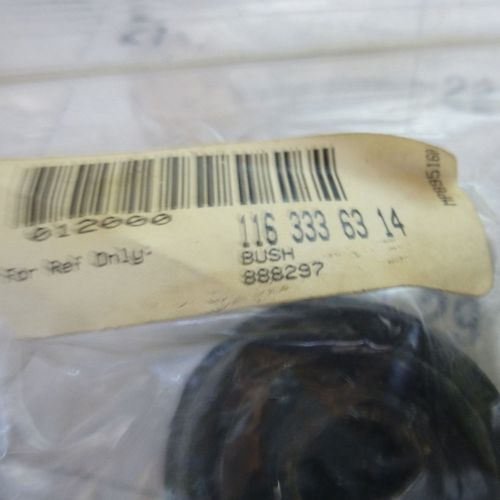 012000
116 333 63 14
For Ref Only-
BUSH
888297